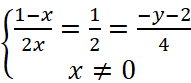 { (1-x)/(2x) = 1/2 = (-y-2)/4
x ≠ 0